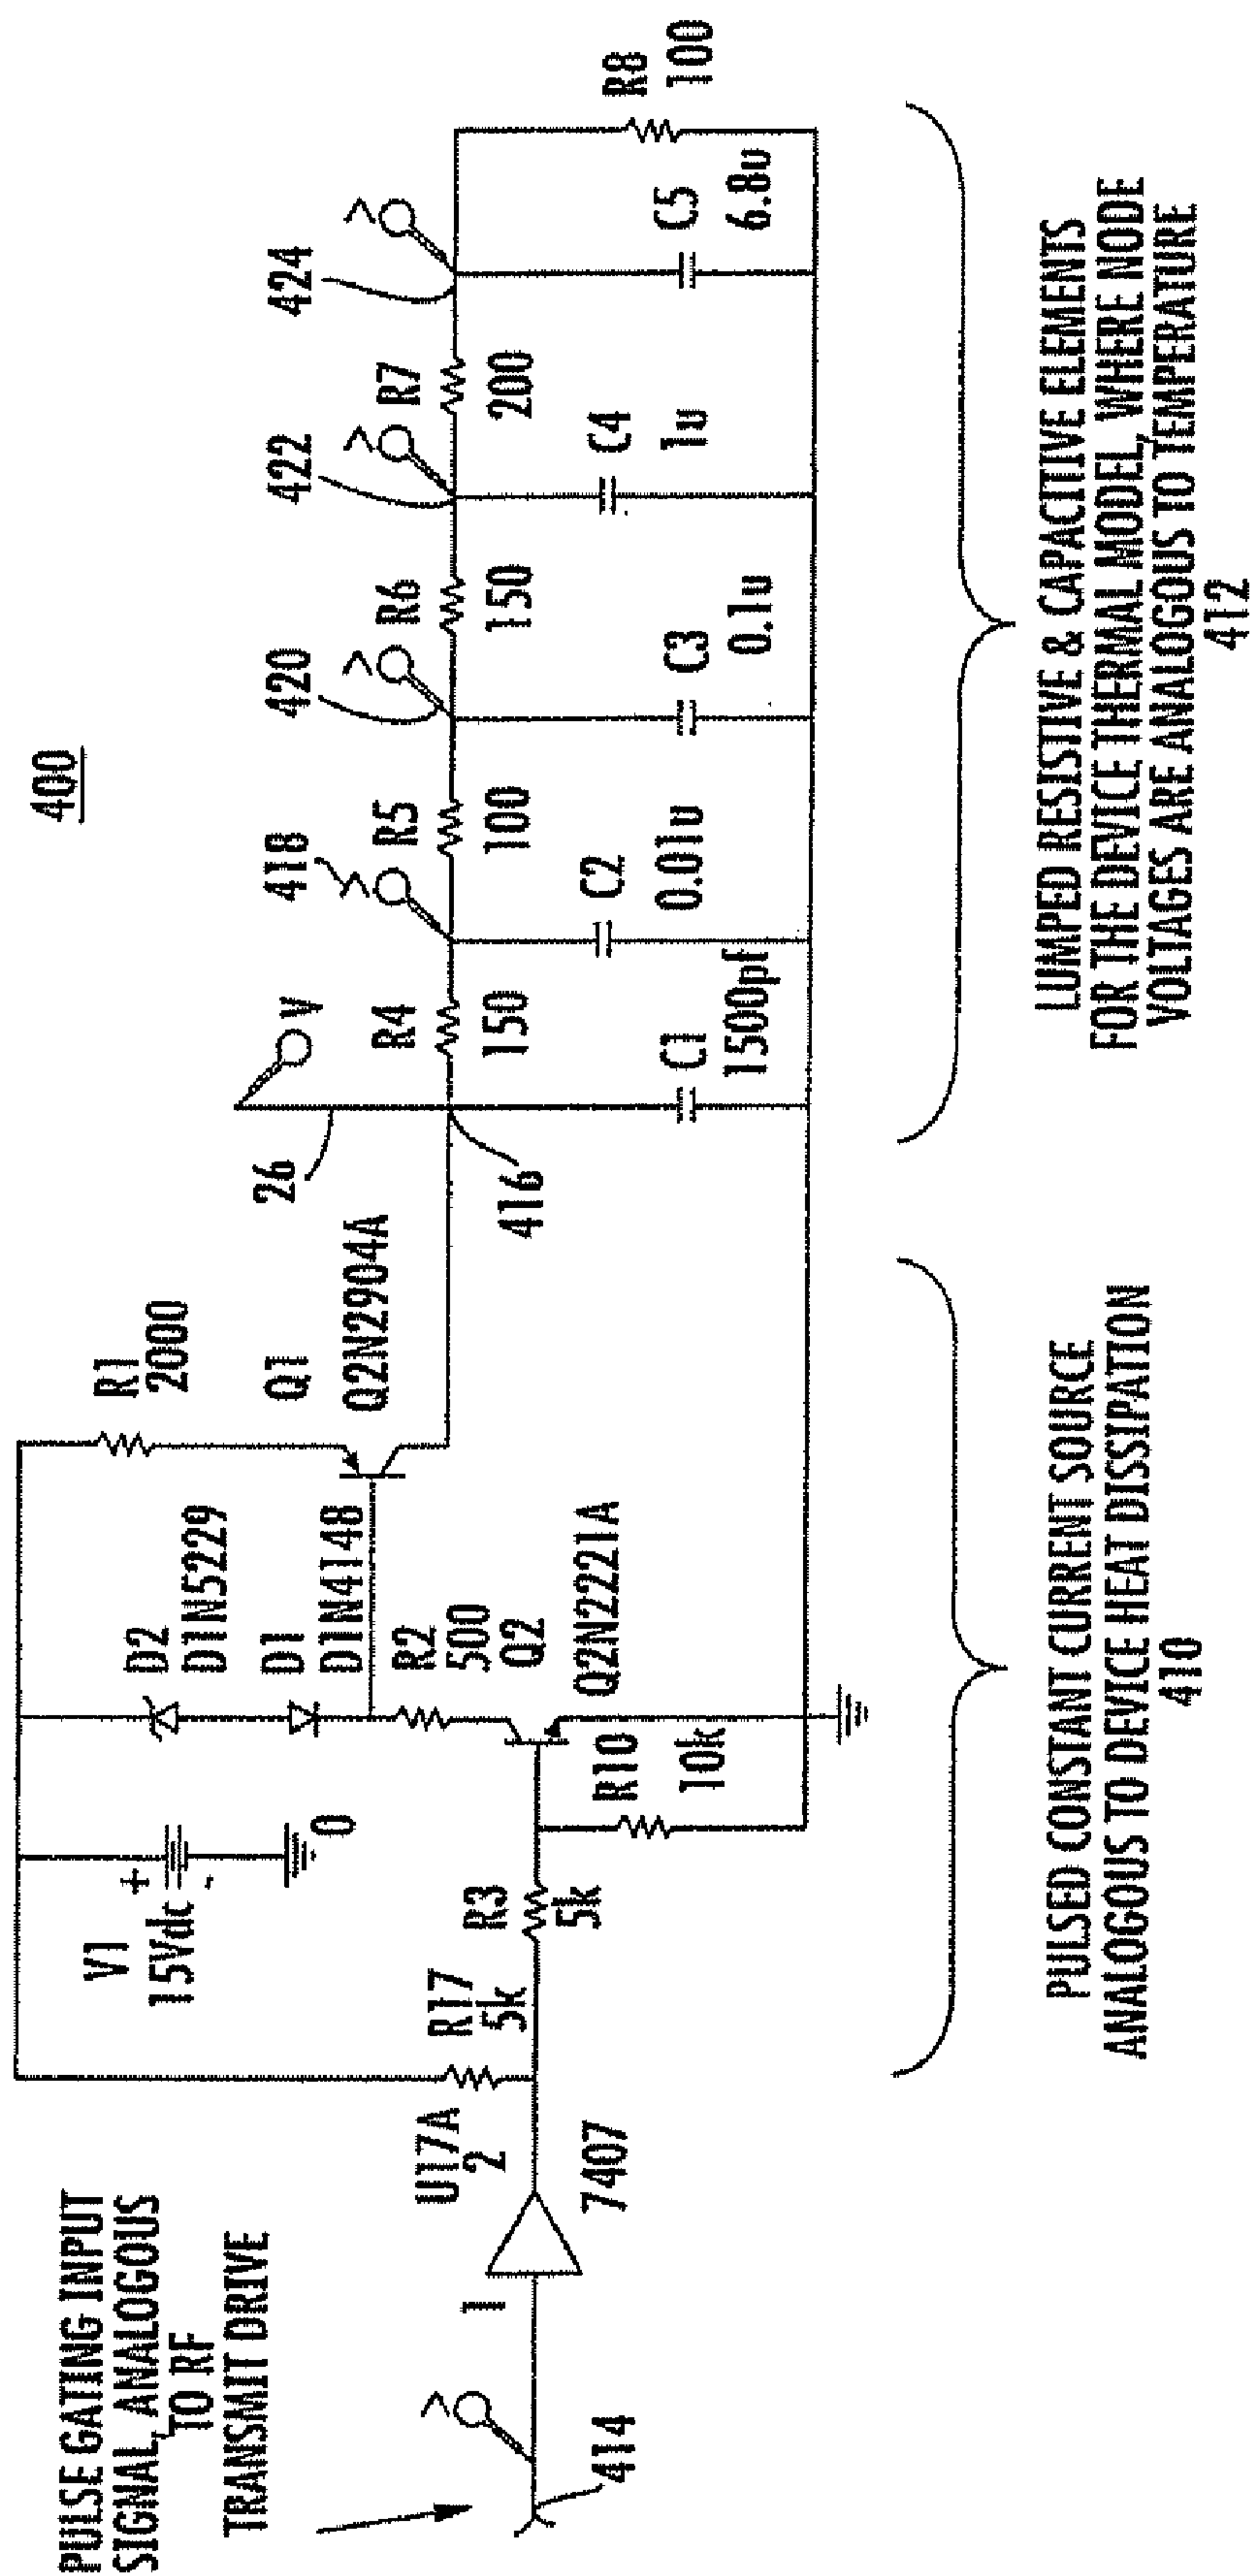 400
PULSE GATING INPUT
SIGNAL, ANALOGOUS
TO RF
TRANSMIT DRIVE
414
1
U17A
2
7407
R17
5k
V1
15Vdc
+
-
0
R3
5k
R10
10k
D2
D1N5229
D1
D1N4148
R2
500
Q2
Q2N2221A
R1
2000
Q1
Q2N2904A
26
V
416
R4
150
C1
1500pf
418
V
R5
100
C2
0.01u
420
V
R6
150
C3
0.1u
422
V
R7
200
C4
1u
424
V
C5
6.8u
R8
100
V
PULSED CONSTANT CURRENT SOURCE
ANALOGOUS TO DEVICE HEAT DISSIPATION
410
LUMPED RESISTIVE & CAPACITIVE ELEMENTS
FOR THE DEVICE THERMAL MODEL, WHERE NODE
VOLTAGES ARE ANALOGOUS TO TEMPERATURE
412